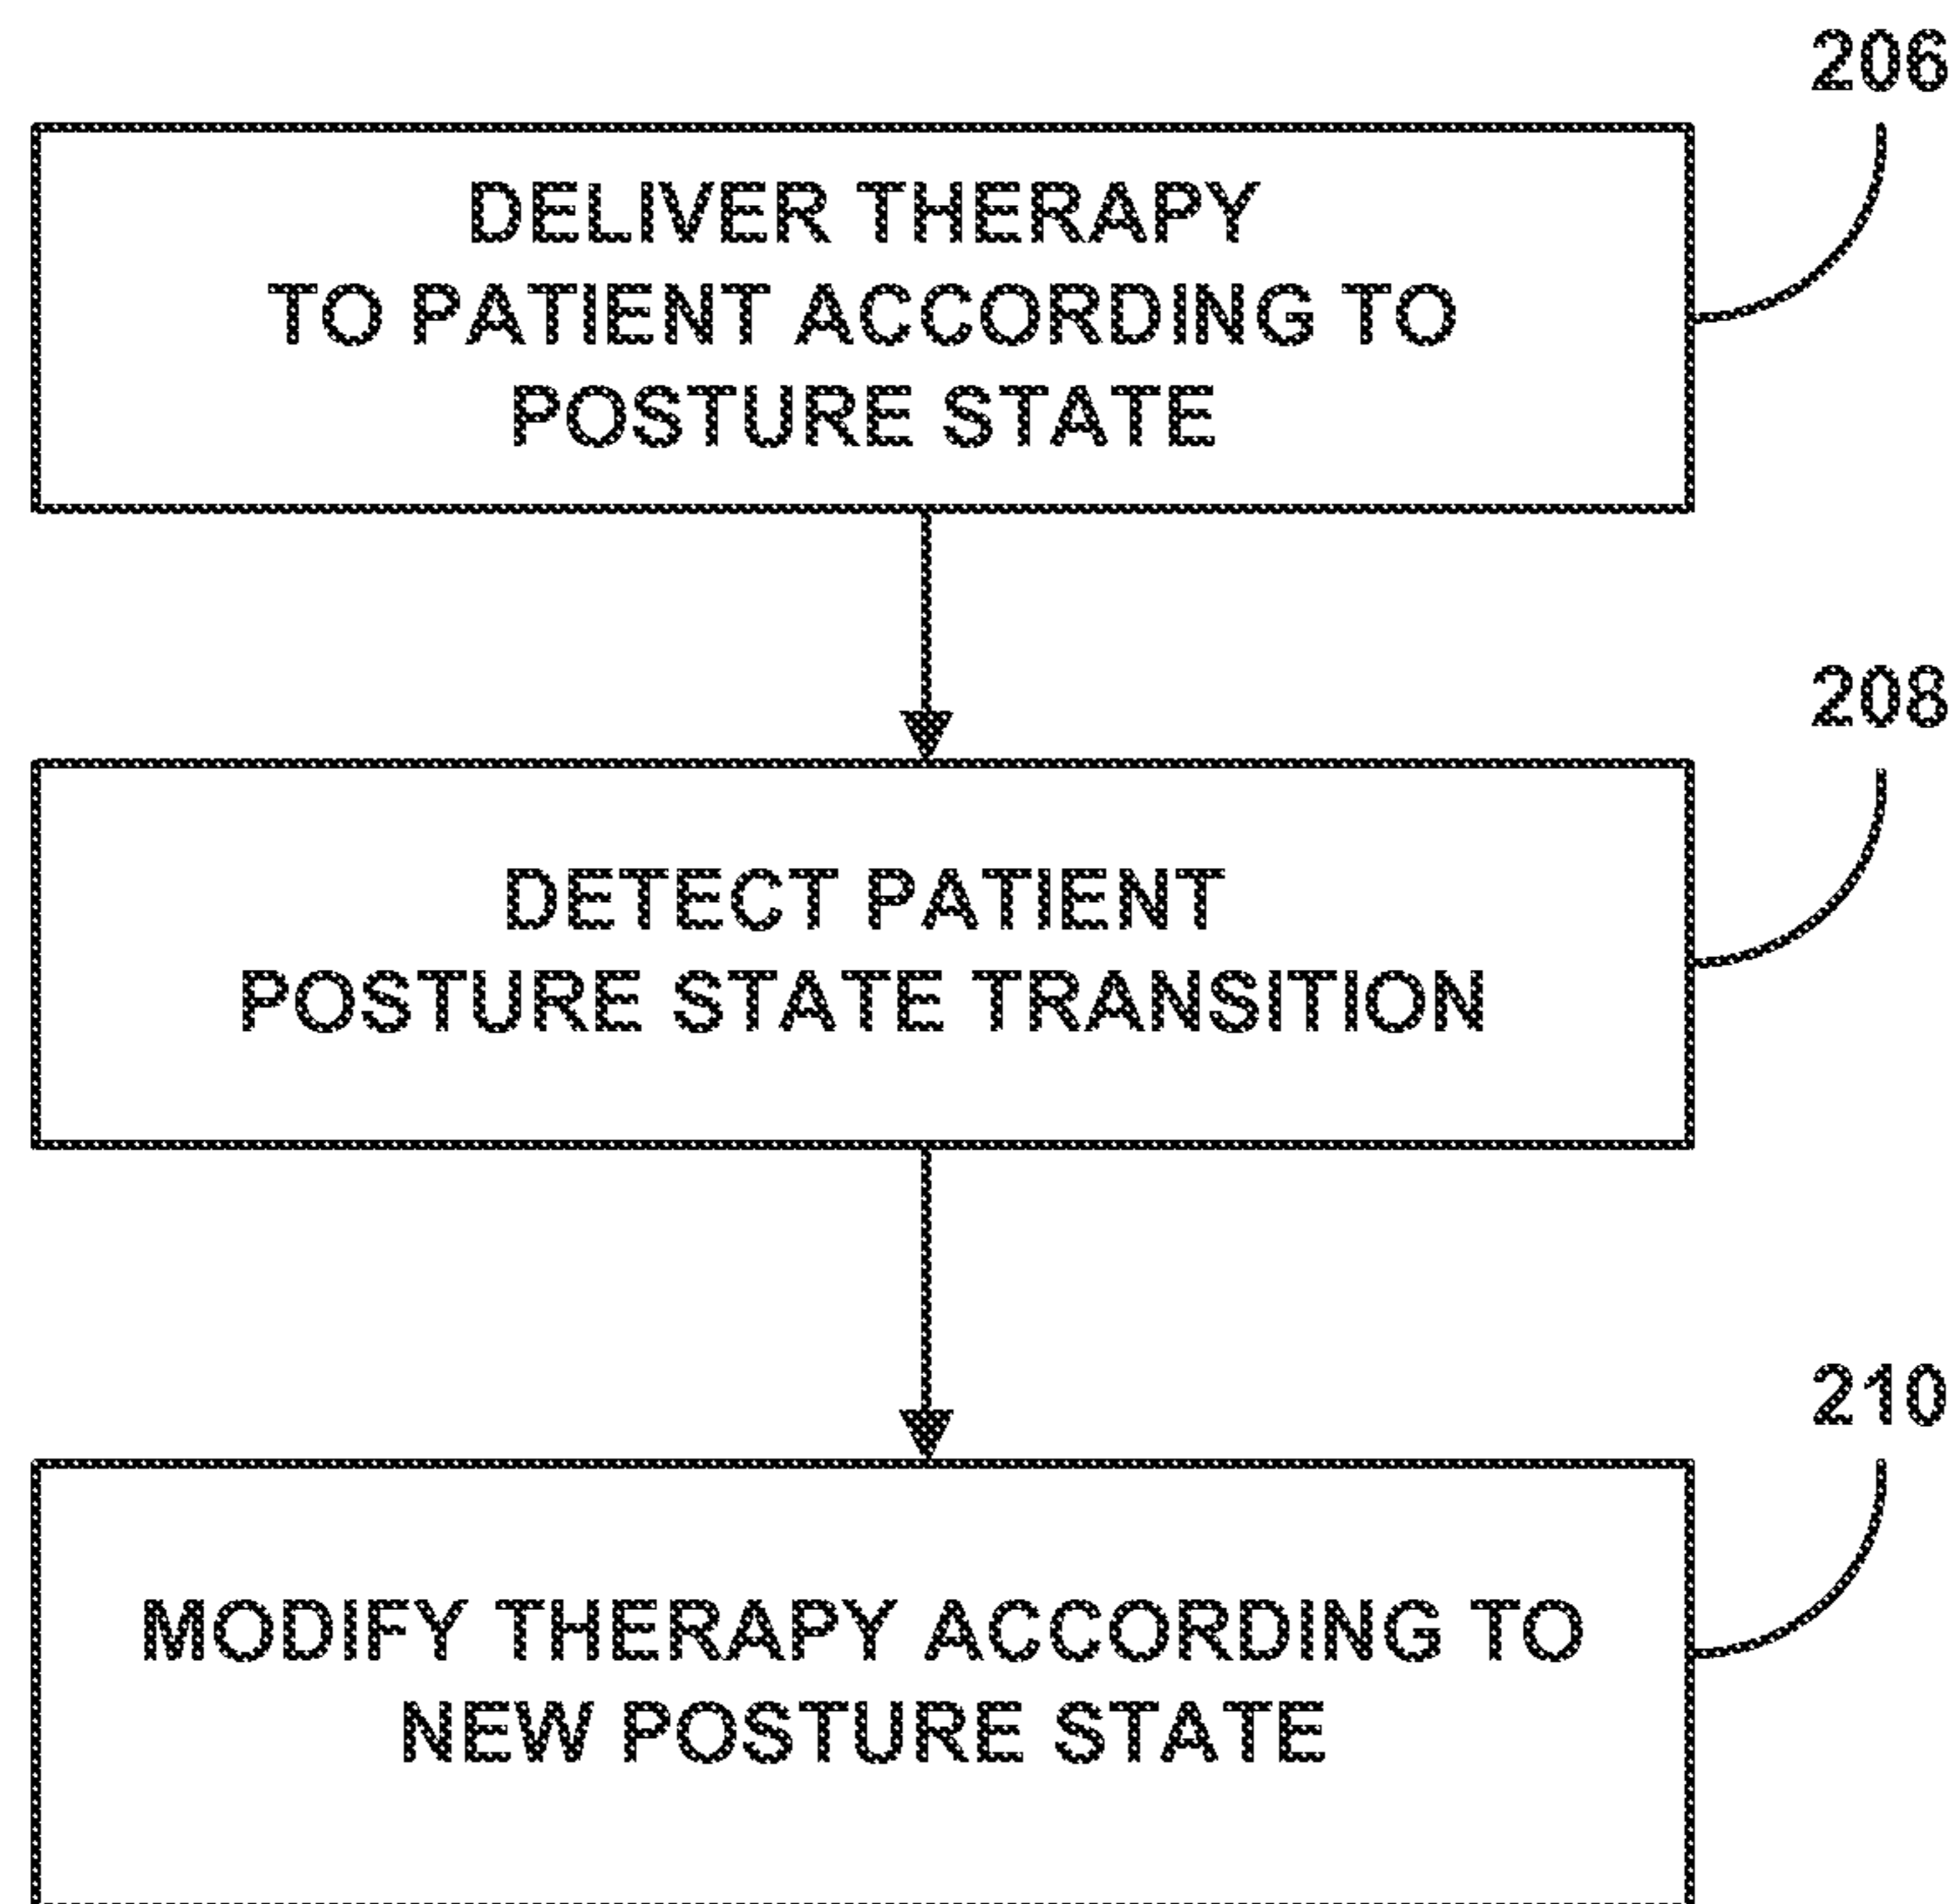 206
DELIVER THERAPY
TO PATIENT ACCORDING TO
POSTURE STATE
208
DETECT PATIENT
POSTURE STATE TRANSITION
210
MODIFY THERAPY ACCORDING TO
NEW POSTURE STATE